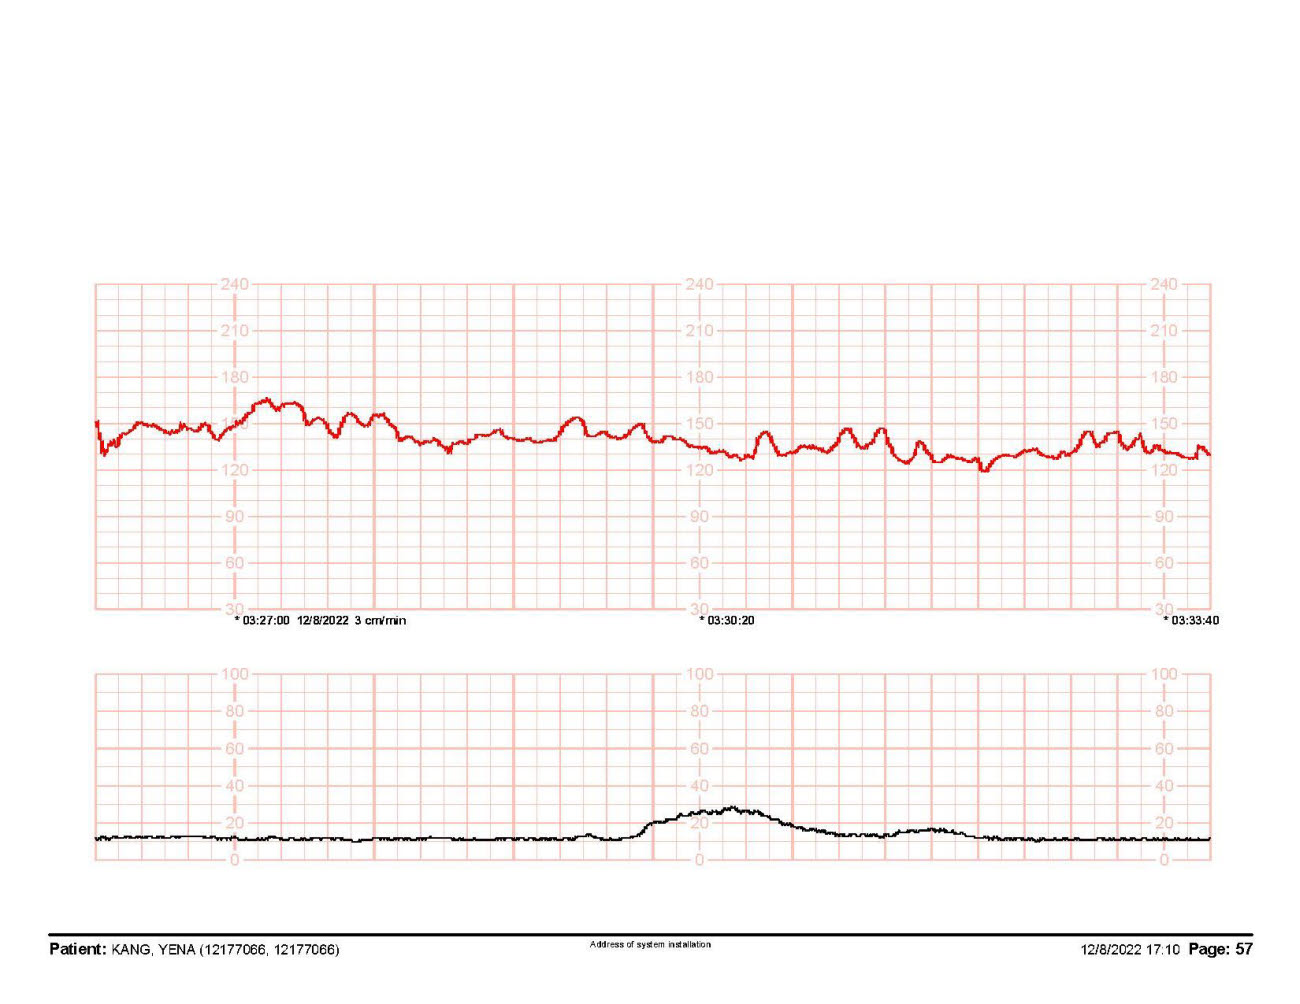 240 240 240
210 210 210
180 180 180
150 150 150
120 120 120
90 90 90
60 60 60
30 30 30
* 03:27:00 12/8/2022 3 cm/min * 03:30:20 * 03:33:40
100 100 100
80 80 80
60 60 60
40 40 40
20 20 20
0 0 0
Patient: KANG, YENA (12177066, 12177066) Address of system installation 12/8/2022 17:10 Page: 57